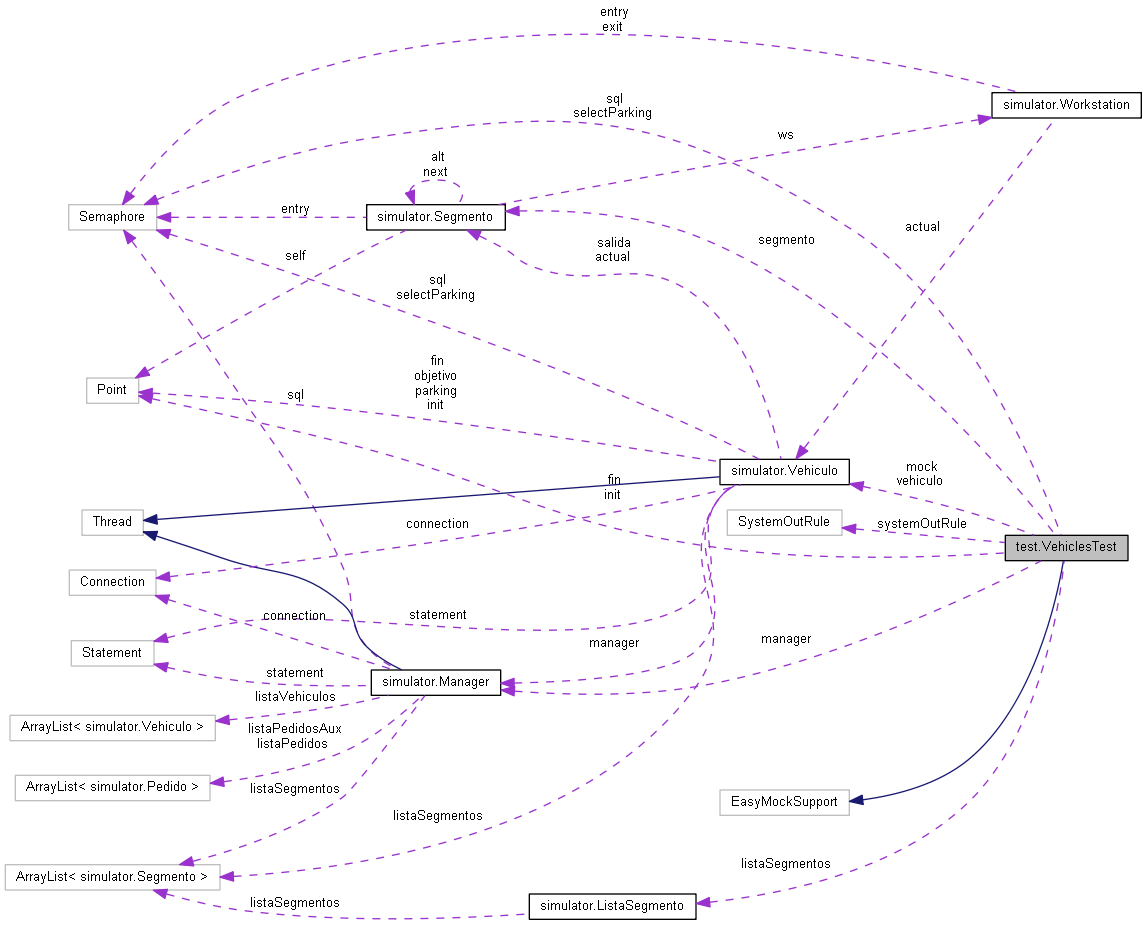 entry
exit
simulator.Workstation
sql
selectParking
ws
alt
next
Semaphore
entry
simulator.Segmento
actual
segmento
salida
actual
self
sql
selectParking
fin
objetivo
parking
init
Point
sql
simulator.Vehiculo
mock
vehiculo
fin
init
Thread
connection
SystemOutRule
systemOutRule
test.VehiclesTest
Connection
connection
statement
manager
manager
Statement
statement
simulator.Manager
listaVehiculos
ArrayList< simulator.Vehiculo >
listaPedidosAux
listaPedidos
ArrayList< simulator.Pedido >
listaSegmentos
EasyMockSupport
listaSegmentos
listaSegmentos
ArrayList< simulator.Segmento >
listaSegmentos
simulator.ListaSegmento